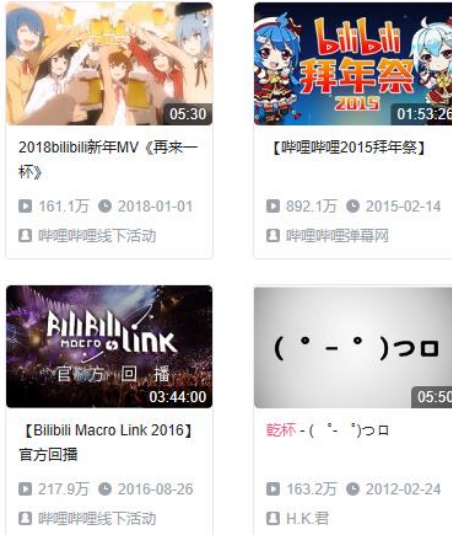 05:30
2018bilibili新年MV《再来一
杯》
161.1万 2018-01-01
哔哩哔哩线下活动
bilibili
拜年祭
2015
01:53:26
【哔哩哔哩2015拜年祭】
892.1万 2015-02-14
哔哩哔哩弹幕网
BILIBILI
MACRO LINK
官方回播
03:44:00
【Bilibili Macro Link 2016】
官方回播
217.9万 2016-08-26
哔哩哔哩线下活动
( ゜- ゜)つロ
05:50
乾杯 - ( ゜- ゜)つロ
163.2万 2012-02-24
H.K.君